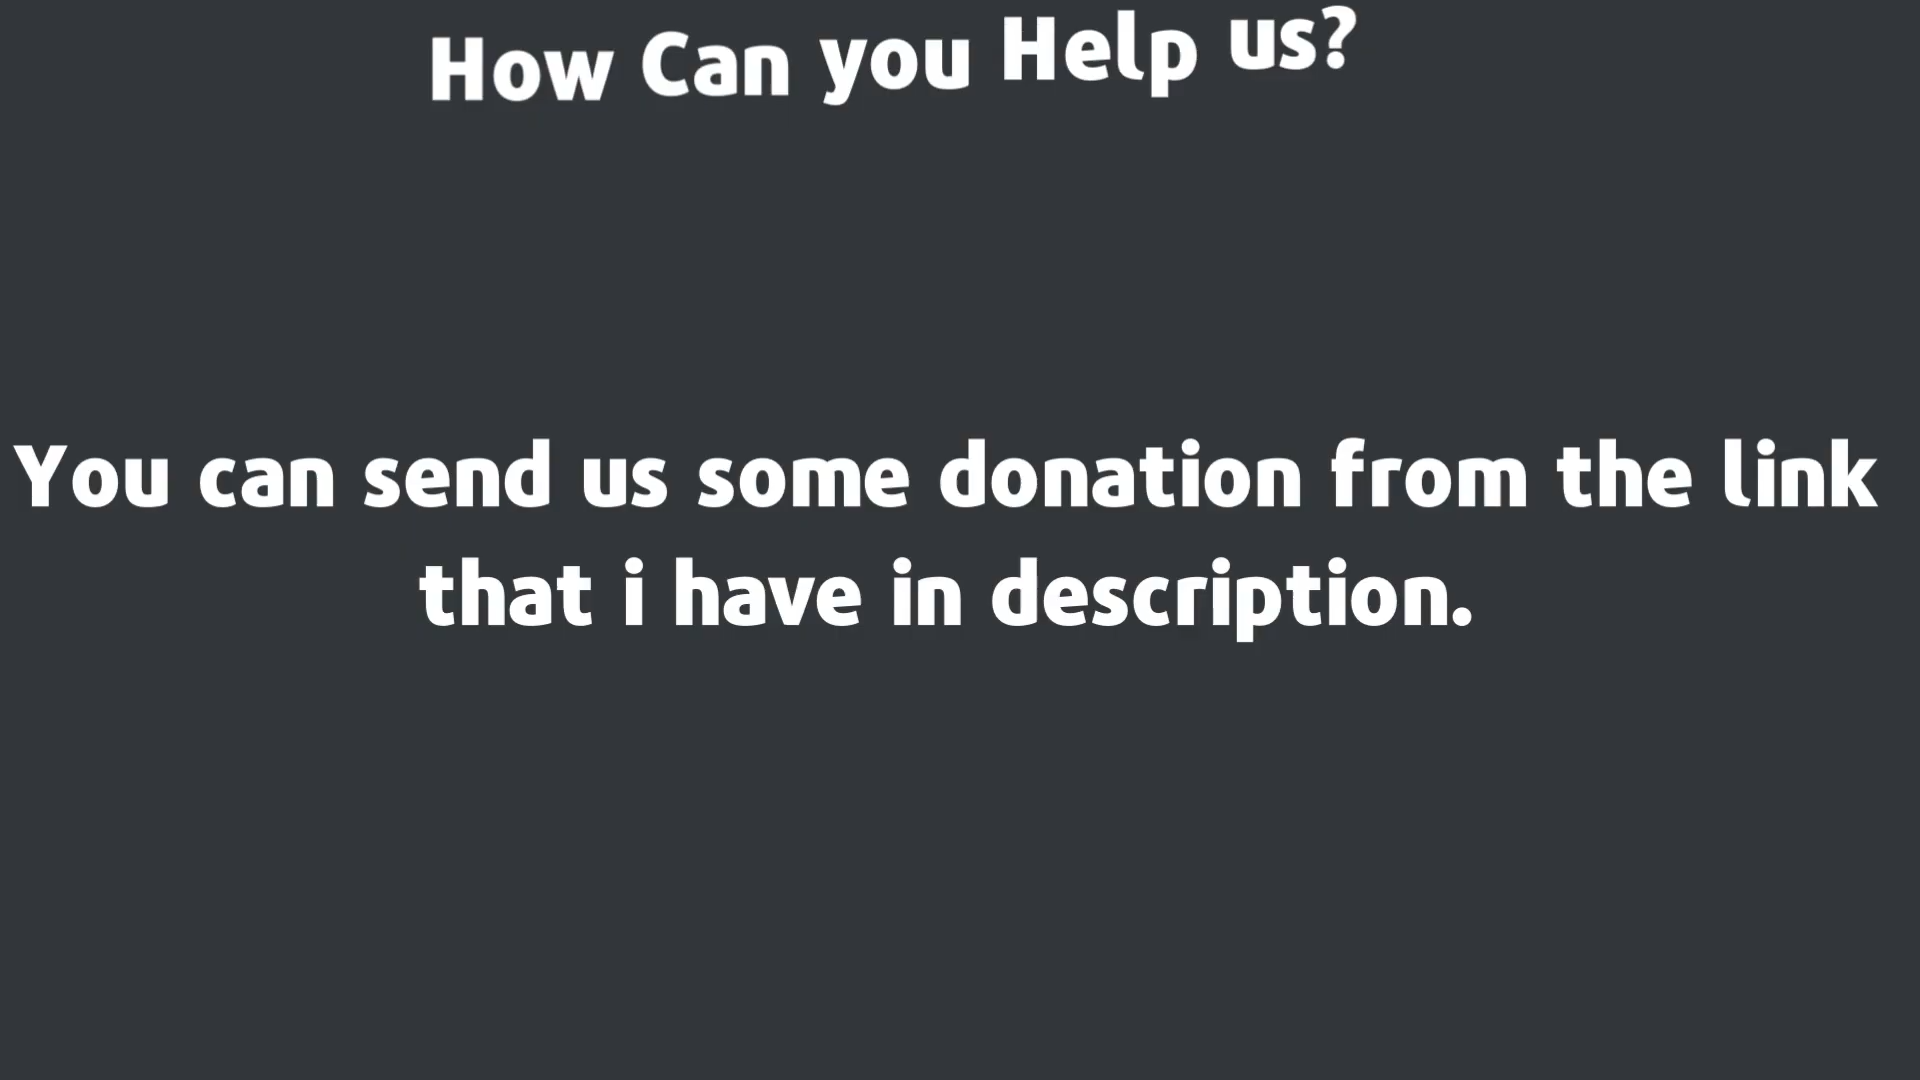 How Can you Help us?
You can send us some donation from the link
that i have in description.